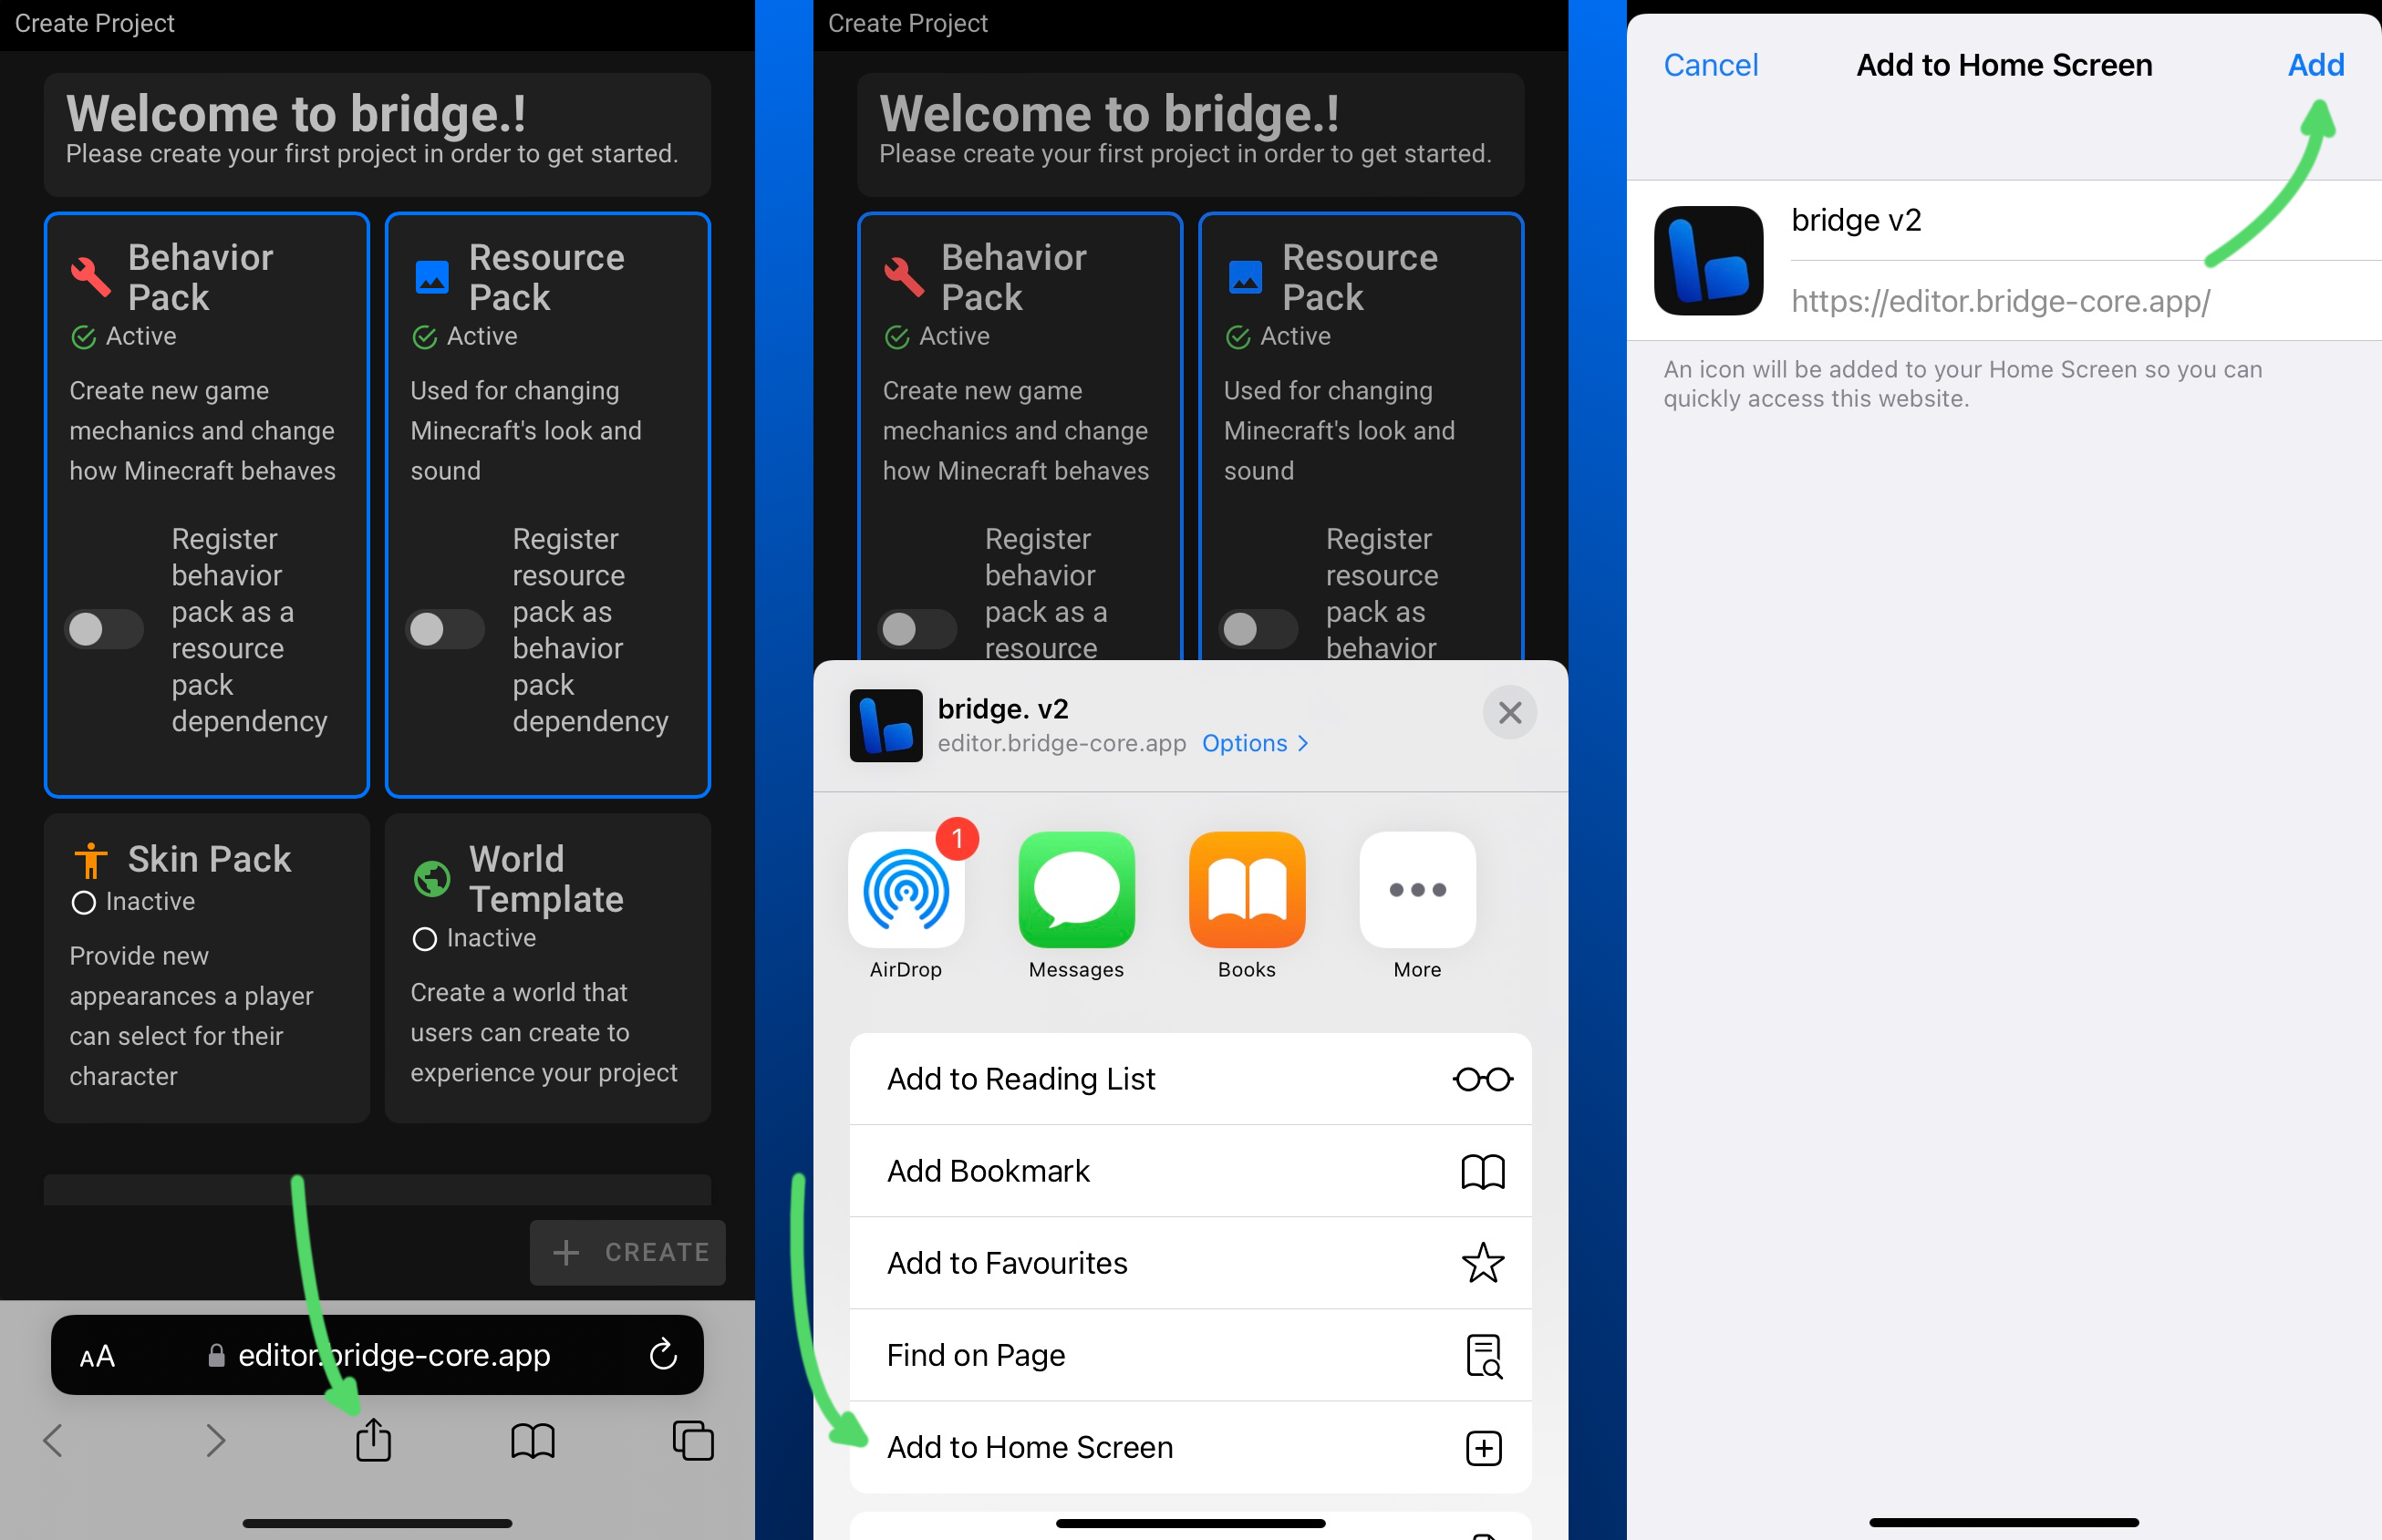 Create Project
Welcome to bridge.!
Please create your first project in order to get started.
Behavior
Pack
Active
Create new game
mechanics and change
how Minecraft behaves
Register
behavior
pack as a
resource
pack
dependency
Resource
Pack
Active
Used for changing
Minecraft's look and
sound
Register
resource
pack as
behavior
pack
dependency
Skin Pack
Inactive
Provide new
appearances a player
can select for their
character
World
Template
Inactive
Create a world that
users can create to
experience your project
+ CREATE
AA editor.bridge-core.app
Create Project
Welcome to bridge.!
Please create your first project in order to get started.
Behavior
Pack
Active
Create new game
mechanics and change
how Minecraft behaves
Register
behavior
pack as a
resource
Resource
Pack
Active
Used for changing
Minecraft's look and
sound
Register
resource
pack as
behavior
bridge. v2
editor.bridge-core.app Options >
1
AirDrop Messages Books More
Add to Reading List
Add Bookmark
Add to Favourites
Find on Page
Add to Home Screen
Cancel Add to Home Screen Add
bridge v2
https://editor.bridge-core.app/
An icon will be added to your Home Screen so you can
quickly access this website.